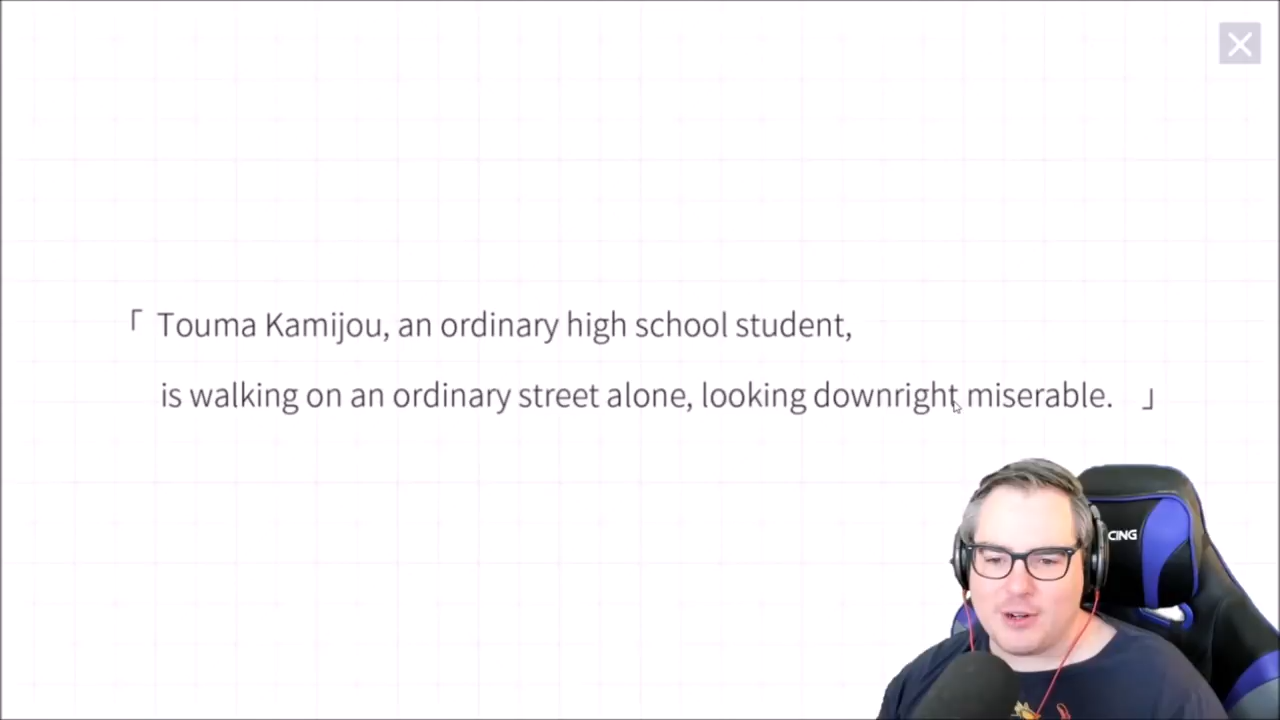 「 Touma Kamijou, an ordinary high school student,
is walking on an ordinary street alone, looking downright miserable. 」
CING